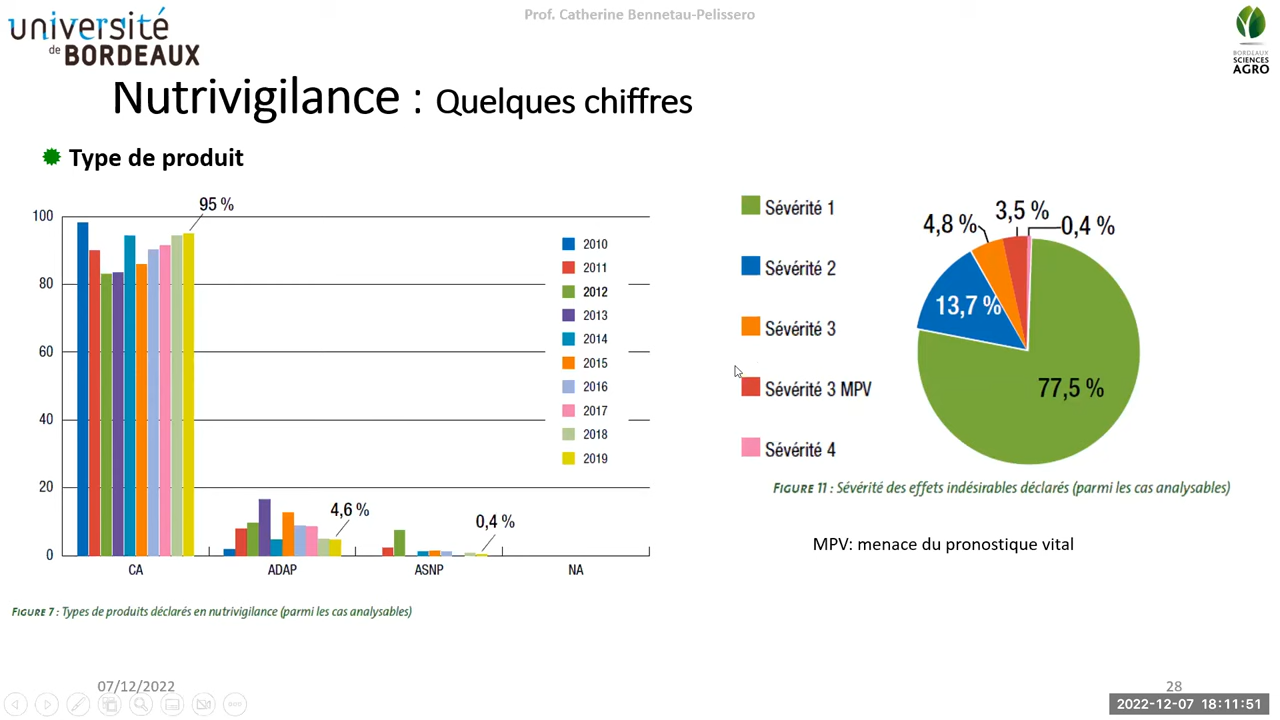 université
de BORDEAUX
Prof. Catherine Bennetau-Pelissero
BORDEAUX
SCIENCES
AGRO
Nutrivigilance : Quelques chiffres
Type de produit
95 %
100
80
60
40
20
0
2010
2011
2012
2013
2014
2015
2016
2017
2018
2019
4,6 %
0,4 %
CA
ADAP
ASNP
NA
FIGURE 7 : Types de produits déclarés en nutrivigilance (parmi les cas analysables)
Sévérité 1
Sévérité 2
Sévérité 3
Sévérité 3 MPV
Sévérité 4
4,8 %
3,5 %
0,4 %
13,7 %
77,5 %
FIGURE 11 : Sévérité des effets indésirables déclarés (parmi les cas analysables)
MPV: menace du pronostique vital
07/12/2022
28
2022-12-07 18:11:51